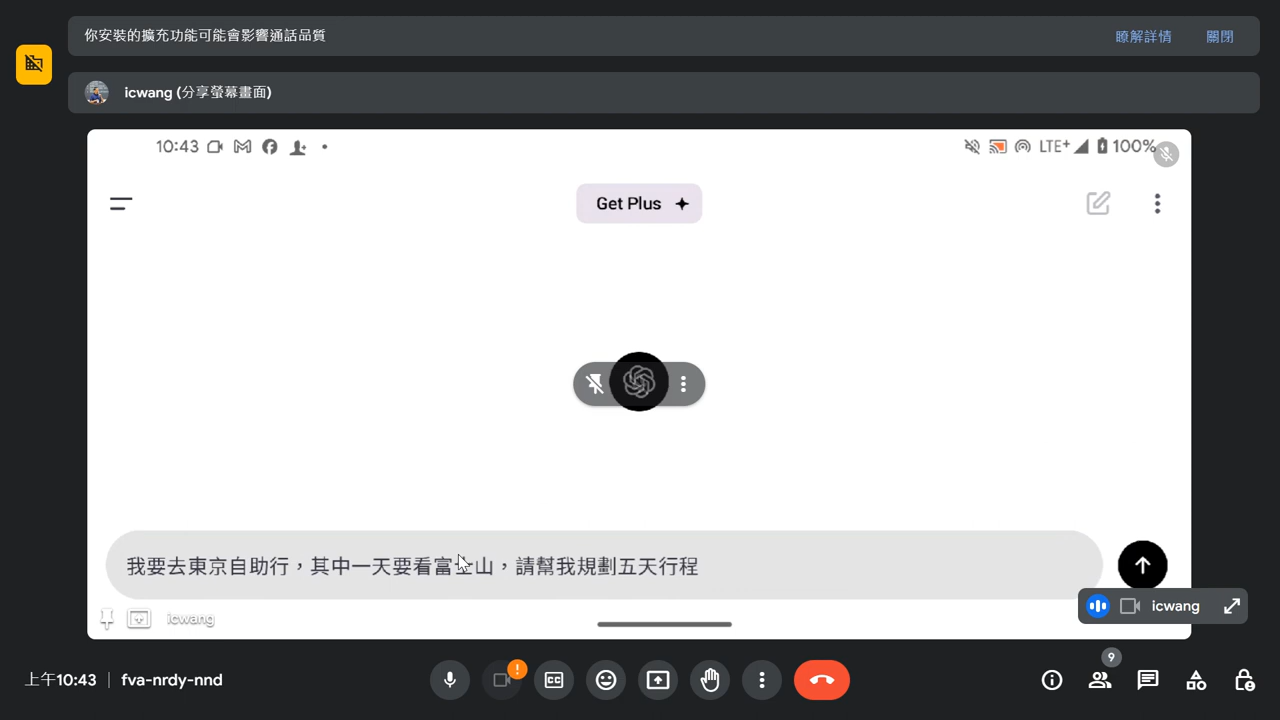 你安裝的擴充功能可能會影響通話品質
瞭解詳情
關閉
icwang (分享螢幕畫面)
10:43
LTE+
100%
Get Plus
我要去東京自助行，其中一天要看富士山，請幫我規劃五天行程
icwang
icwang
9
上午10:43
fva-nrdy-nnd
CC